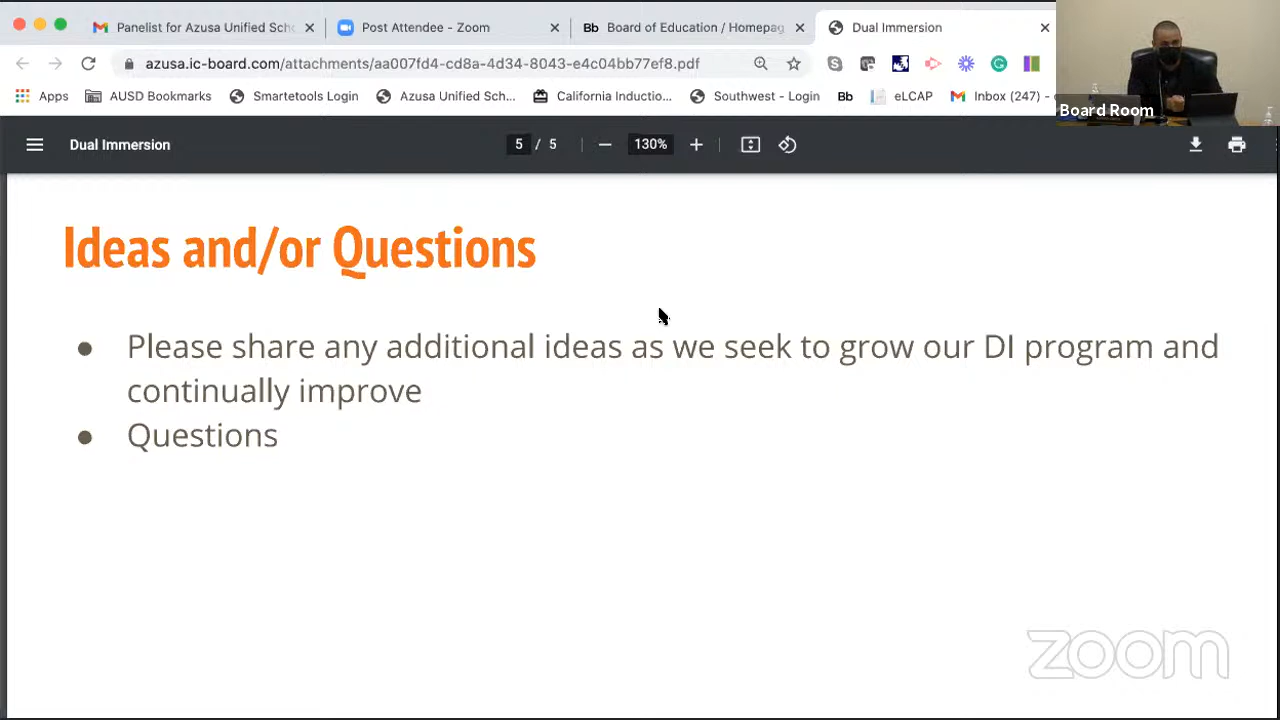 Panelist for Azusa Unified Scho
Post Attendee - Zoom
Bb Board of Education / Homepag
Dual Immersion
azusa.ic-board.com/attachments/aa007fd4-cd8a-4d34-8043-e4c04bb77ef8.pdf
Apps
AUSD Bookmarks
Smartetools Login
Azusa Unified Sch...
California Inductio...
Southwest - Login
Bb
eLCAP
Inbox (247) -
Board Room
Dual Immersion
5 / 5
130%
Ideas and/or Questions
● Please share any additional ideas as we seek to grow our DI program and
continually improve
● Questions
zoom